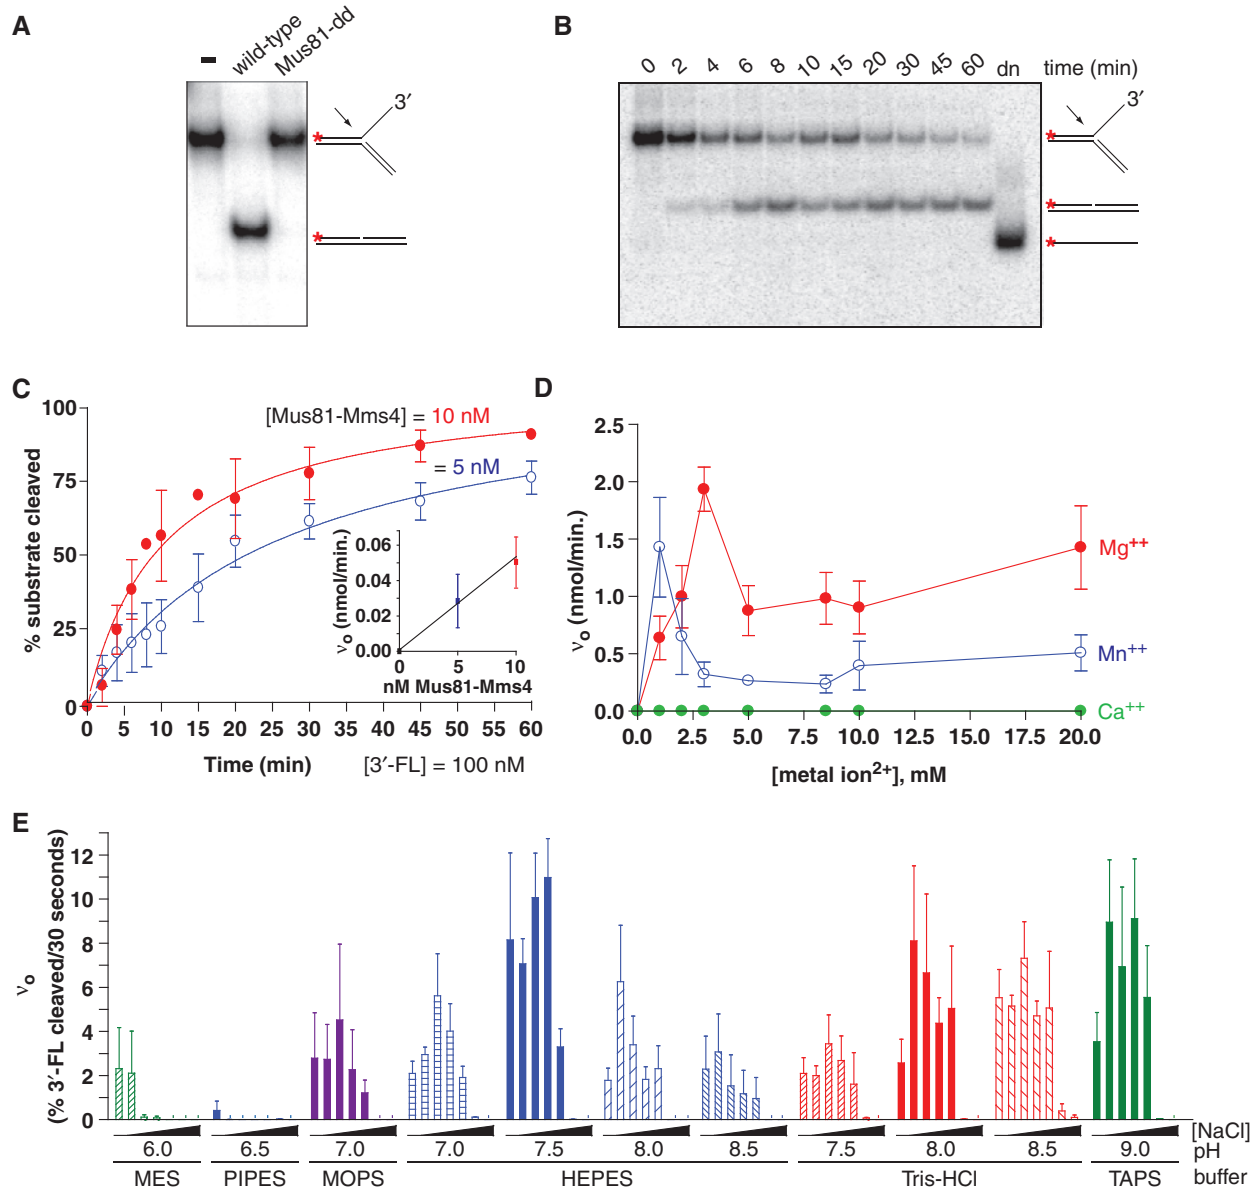 A
– wild-type Mus81-dd
3′
*
*
B
0 2 4 6 8 10 15 20 30 45 60 dn time (min)
3′
*
*
*
C
% substrate cleaved
100
75
50
25
0
[Mus81-Mms4] = 10 nM
= 5 nM
νo (nmol/min.)
0.06
0.04
0.02
0.00
0 5 10
nM Mus81-Mms4
0 5 10 15 20 25 30 35 40 45 50 55 60
Time (min)
[3′-FL] = 100 nM
D
νo (nmol/min.)
2.5
2.0
1.5
1.0
0.5
0.0
Mg++
Mn++
Ca++
0.0 2.5 5.0 7.5 10.0 12.5 15.0 17.5 20.0
[metal ion2+], mM
E
νo
(% 3′-FL cleaved/30 seconds)
12
10
8
6
4
2
0
[NaCl]
6.0 6.5 7.0 7.0 7.5 8.0 8.5 7.5 8.0 8.5 9.0 pH
MES PIPES MOPS HEPES Tris-HCl TAPS buffer